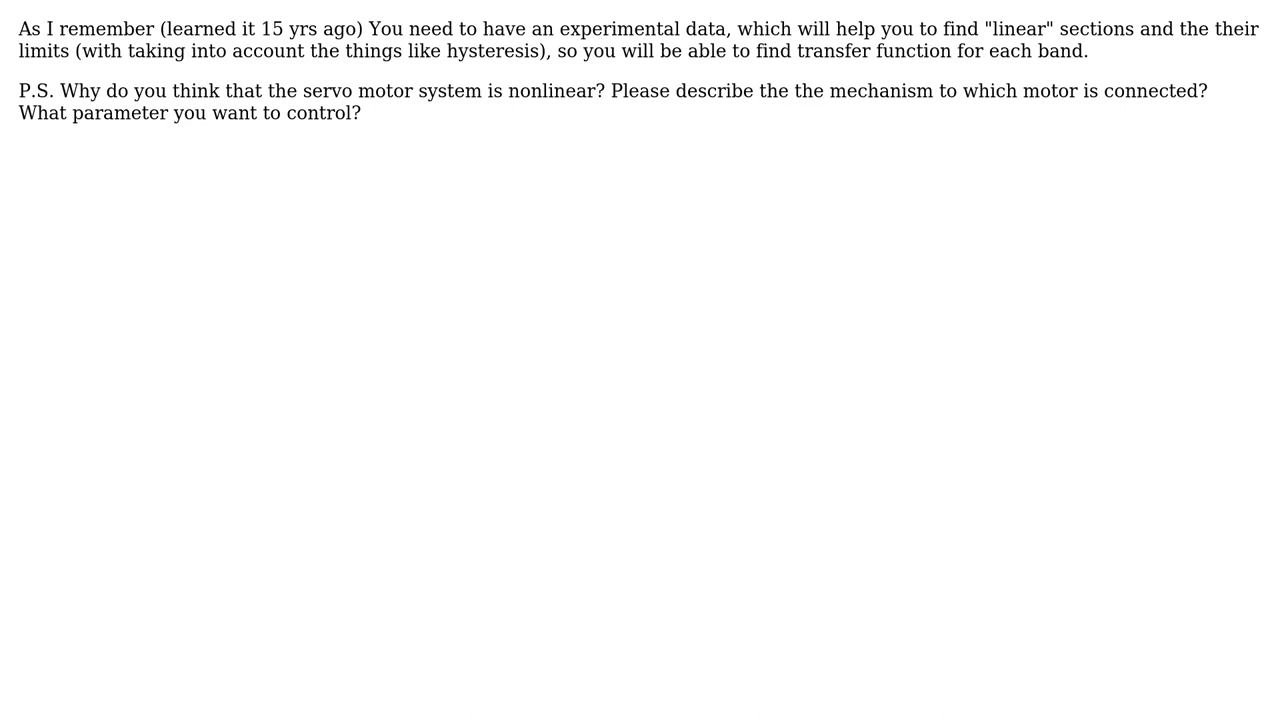 As I remember (learned it 15 yrs ago) You need to have an experimental data, which will help you to find "linear" sections and the their
limits (with taking into account the things like hysteresis), so you will be able to find transfer function for each band.
P.S. Why do you think that the servo motor system is nonlinear? Please describe the the mechanism to which motor is connected?
What parameter you want to control?